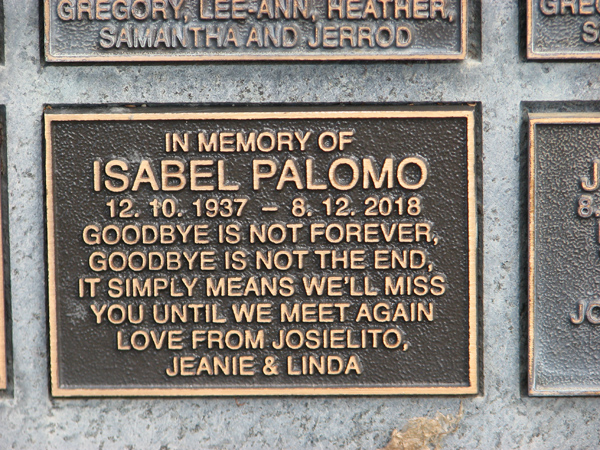 GREGORY, LEE-ANN, HEATHER,
SAMANTHA AND JERROD
IN MEMORY OF
ISABEL PALOMO
12. 10. 1937 – 8. 12. 2018
GOODBYE IS NOT FOREVER,
GOODBYE IS NOT THE END,
IT SIMPLY MEANS WE'LL MISS
YOU UNTIL WE MEET AGAIN
LOVE FROM JOSIELITO,
JEANIE & LINDA